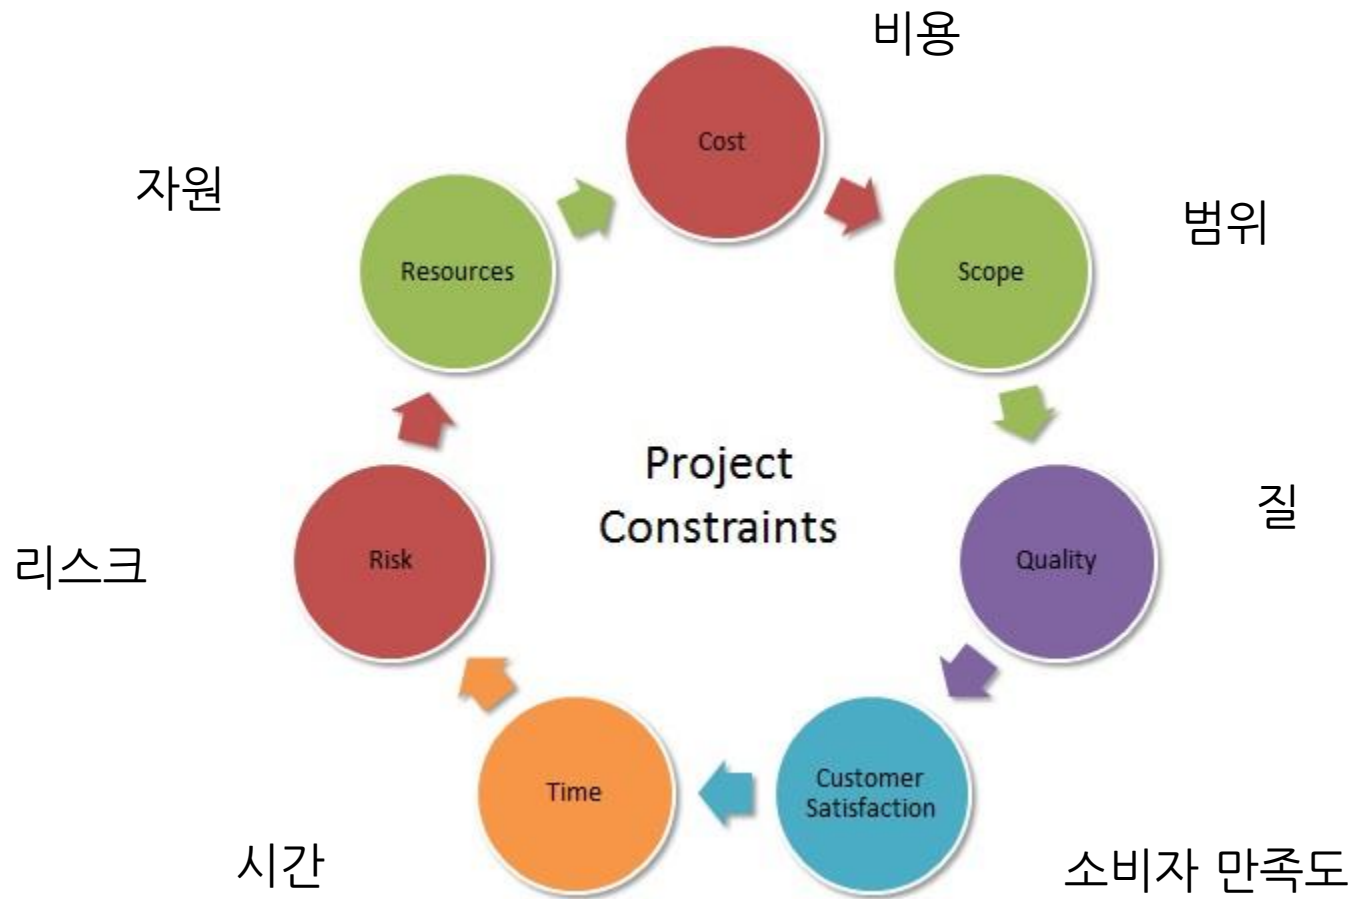 비용
Cost
자원
Resources
Scope
범위
Project
Constraints
질
Quality
리스크
Risk
Time
Customer
Satisfaction
시간
소비자 만족도